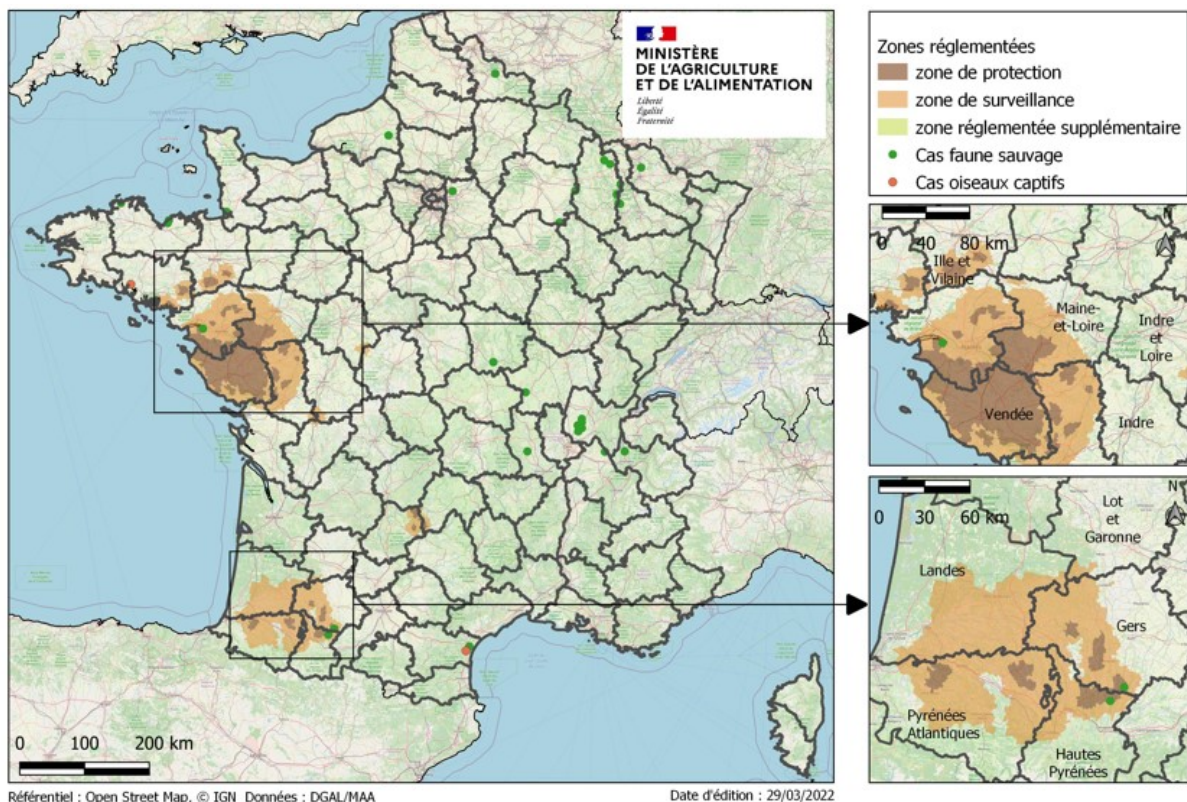 MINISTÈRE
DE L'AGRICULTURE
ET DE L'ALIMENTATION
Liberté
Égalité
Fraternité
0 100 200 km
Référentiel : Open Street Map, © IGN Données : DGAL/MAA
Date d'édition : 29/03/2022
Zones réglementées
zone de protection
zone de surveillance
zone réglementée supplémentaire
Cas faune sauvage
Cas oiseaux captifs
N
0 40 80 km
Ille et
Vilaine
Maine-
et-Loire
Indre
et
Loire
Vendée
Indre
N
0 30 60 km
Lot
et
Garonne
Landes
Gers
Pyrénées
Atlantiques
Hautes
Pyrénées